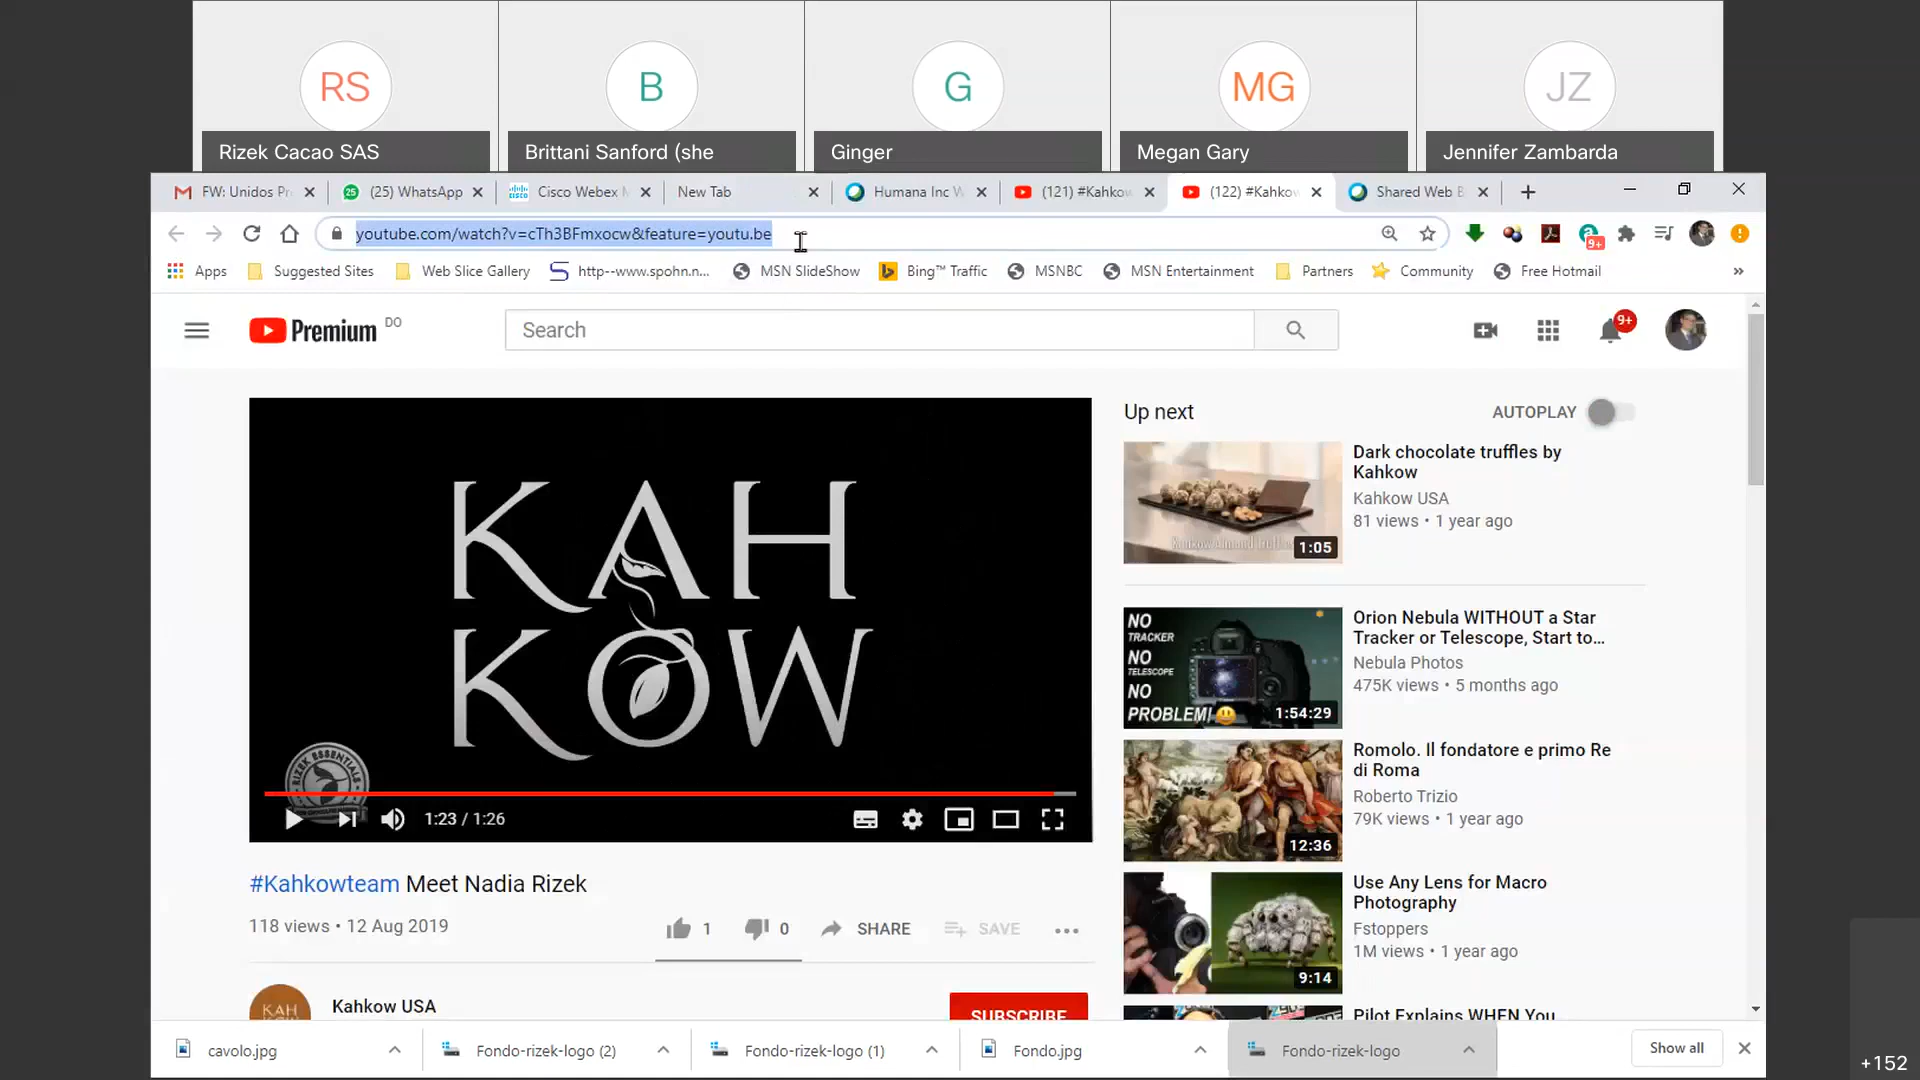 RS
B
G
MG
JZ
Rizek Cacao SAS
Brittani Sanford (she
Ginger
Megan Gary
Jennifer Zambarda
FW: Unidos Pr
(25) WhatsApp
Cisco Webex M
New Tab
Humana Inc W
(121) #Kahkow
(122) #Kahkow
Shared Web B
youtube.com/watch?v=cTh3BFmxocw&feature=youtu.be
9+
Apps
Suggested Sites
Web Slice Gallery
http--www.spohn.n...
MSN SlideShow
Bing™ Traffic
MSNBC
MSN Entertainment
Partners
Community
Free Hotmail
»
Premium DO
Search
9+
KAH
KOW
RIZEK ESSENTIALS
1:23 / 1:26
#Kahkowteam Meet Nadia Rizek
118 views • 12 Aug 2019
1
0
SHARE
SAVE
KAH
KOW
Kahkow USA
SUBSCRIBE
Up next
AUTOPLAY
1:05
Dark chocolate truffles by
Kahkow
Kahkow USA
81 views • 1 year ago
NO
TRACKER
NO
TELESCOPE
NO
PROBLEM!
1:54:29
Orion Nebula WITHOUT a Star
Tracker or Telescope, Start to...
Nebula Photos
475K views • 5 months ago
12:36
Romolo. Il fondatore e primo Re
di Roma
Roberto Trizio
79K views • 1 year ago
9:14
Use Any Lens for Macro
Photography
Fstoppers
1M views • 1 year ago
Pilot Explains WHEN You
cavolo.jpg
Fondo-rizek-logo (2)
Fondo-rizek-logo (1)
Fondo.jpg
Fondo-rizek-logo
Show all
+152